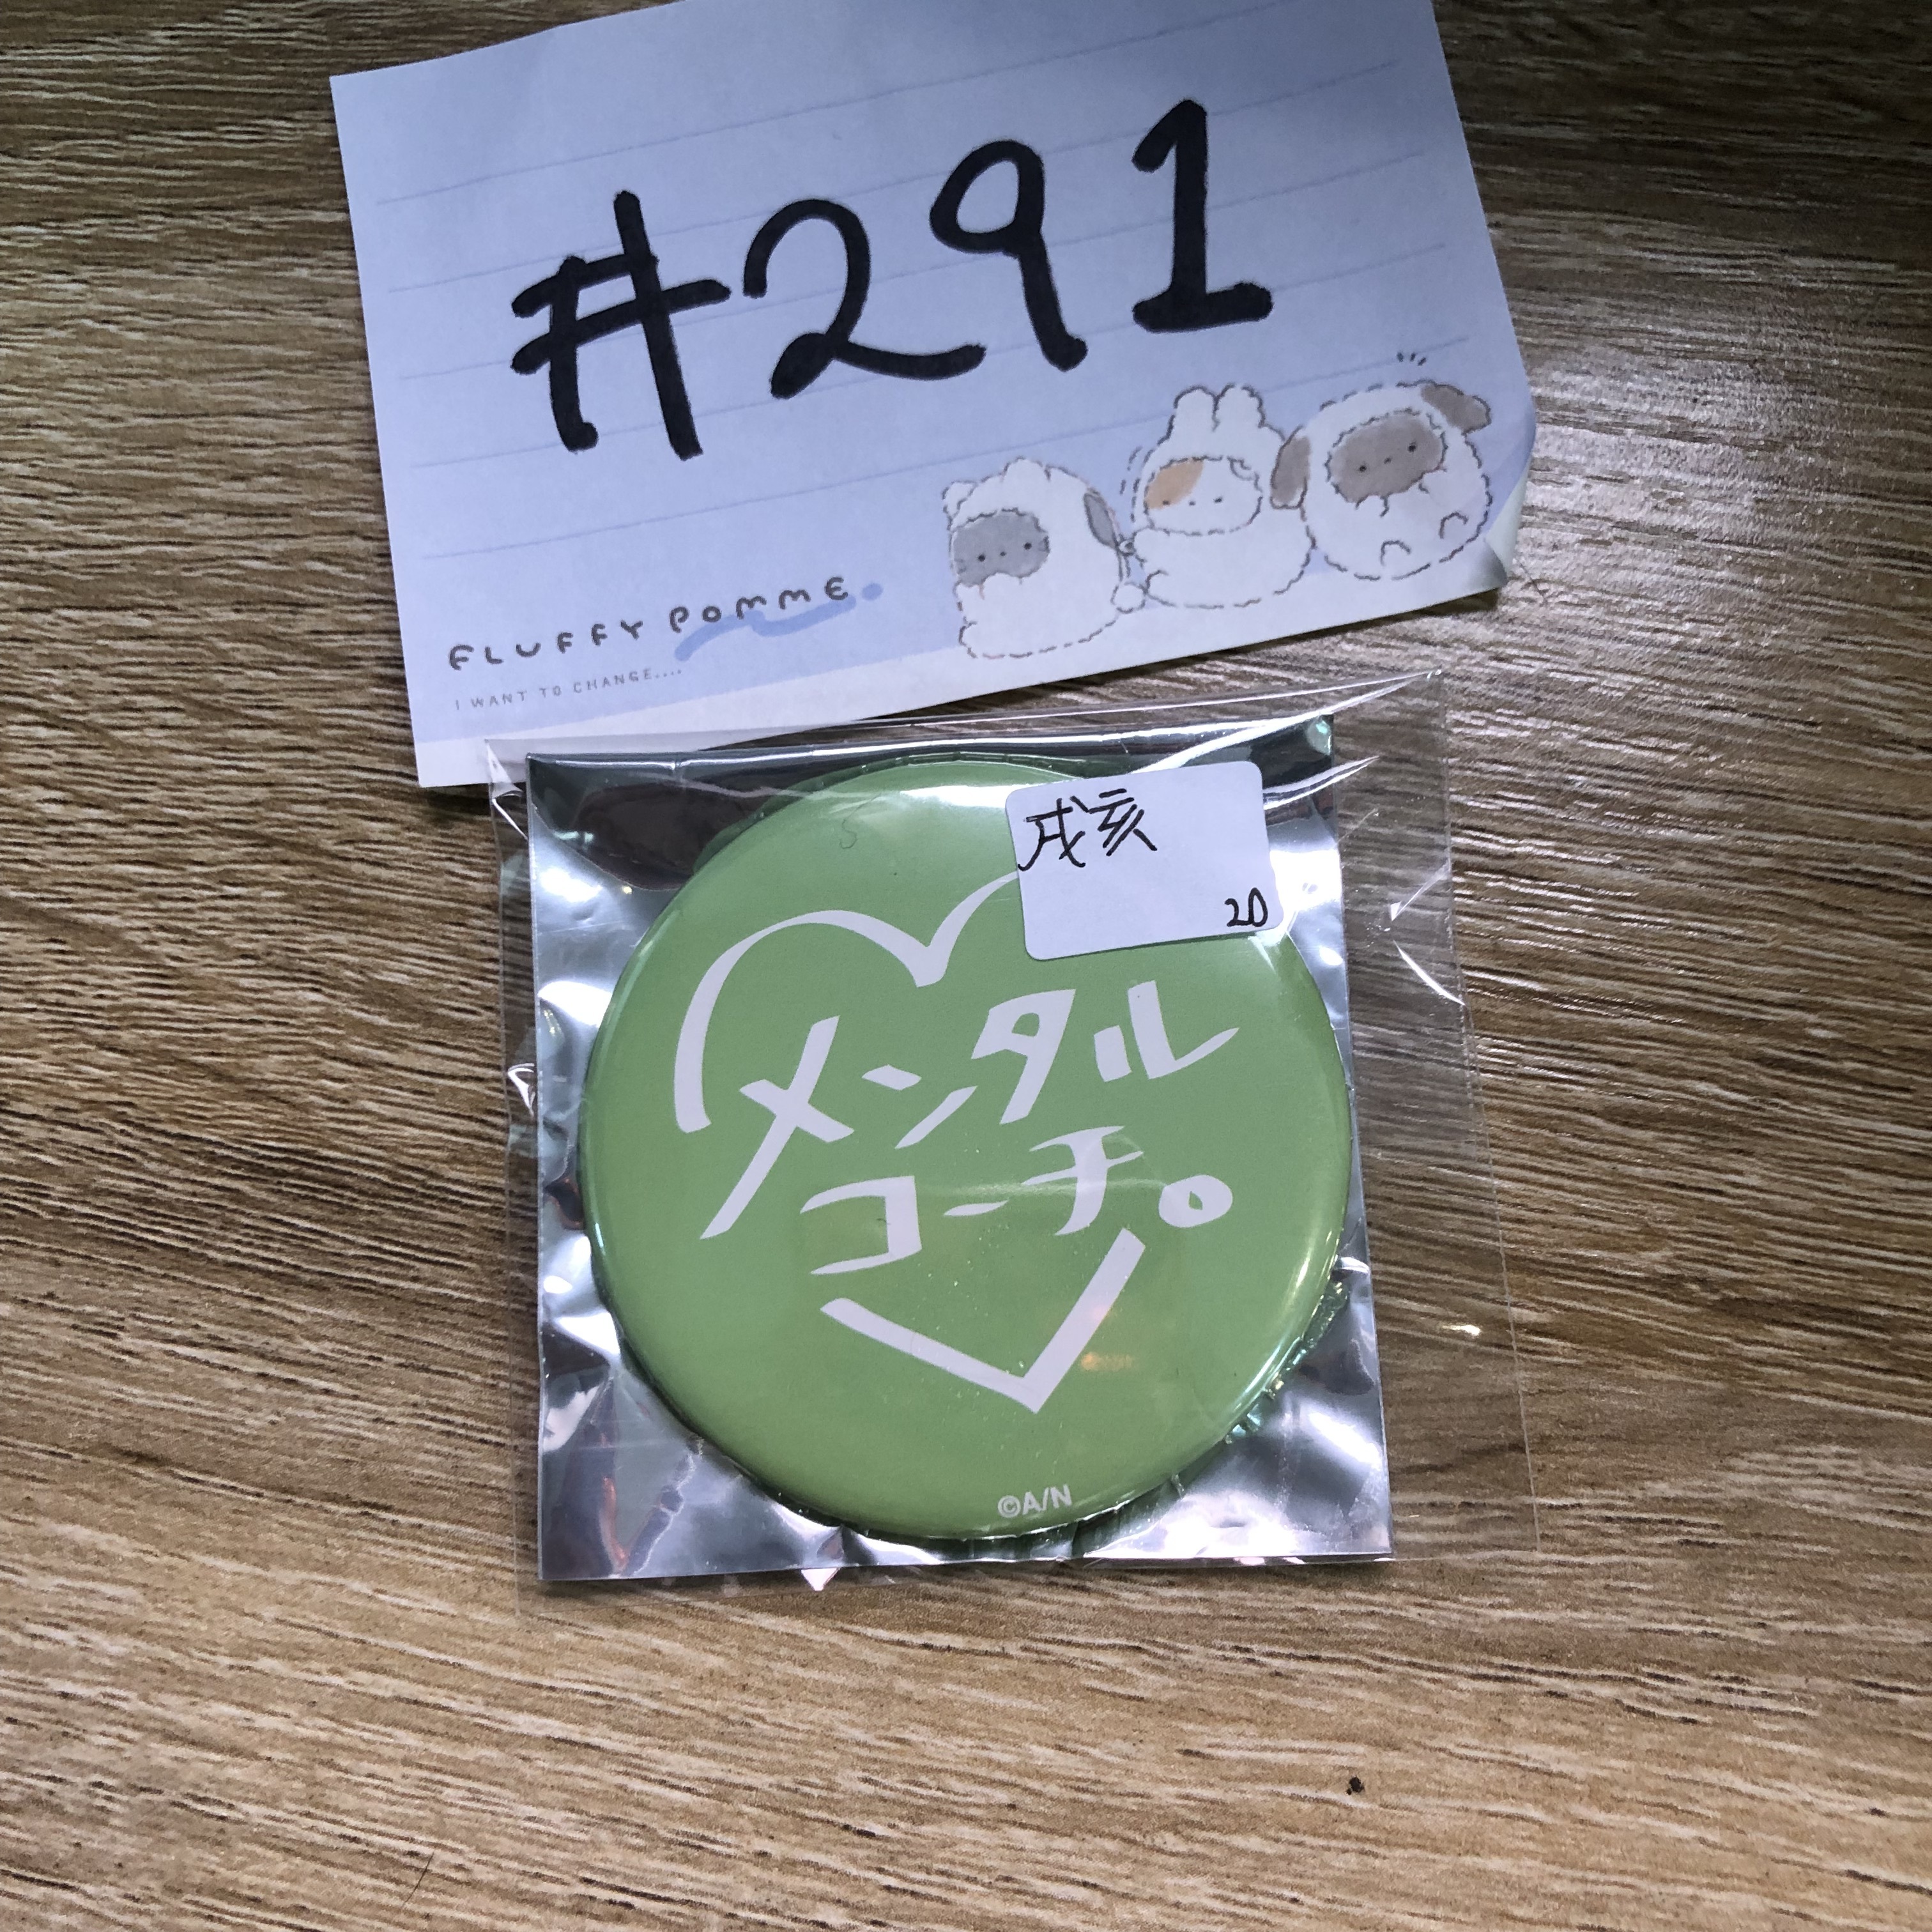 #291
FLUFFY POMME
I WANT TO CHANGE....
戌亥
20
メンタル
コーチ。
©A/N